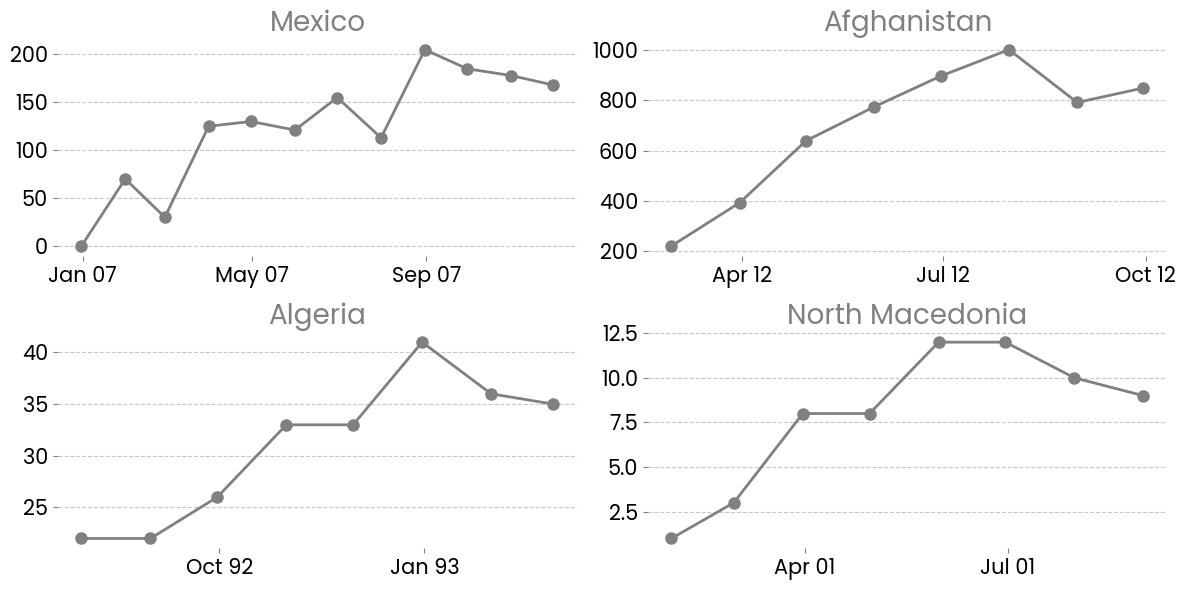 Mexico
200
150
100
50
0
Jan 07 May 07 Sep 07
Afghanistan
1000
800
600
400
200
Apr 12 Jul 12 Oct 12
Algeria
40
35
30
25
Oct 92 Jan 93
North Macedonia
12.5
10.0
7.5
5.0
2.5
Apr 01 Jul 01